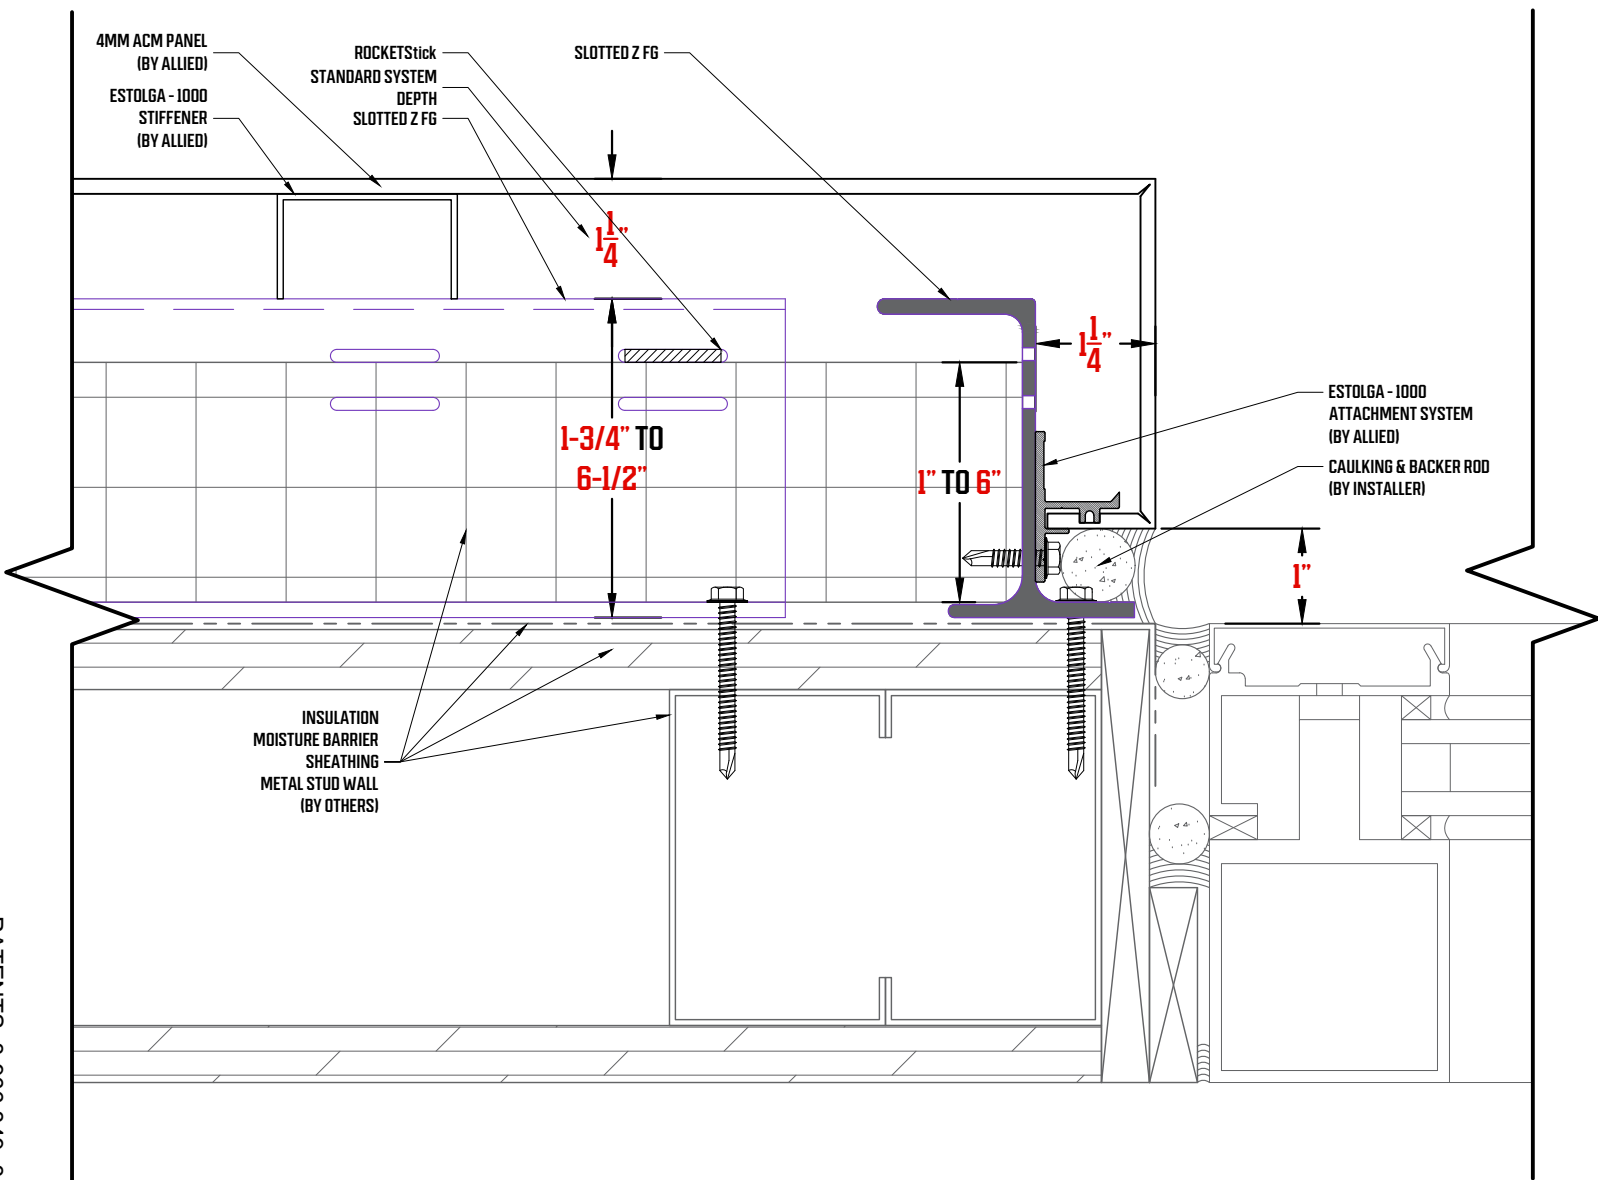 4MM ACM PANEL
(BY ALLIED)
ESTOLGA - 1000
STIFFENER
(BY ALLIED)
ROCKETStick
STANDARD SYSTEM
DEPTH
SLOTTED Z FG
SLOTTED Z FG
1 1/4"
1 1/4"
1-3/4" TO
6-1/2"
1" TO 6"
ESTOLGA - 1000
ATTACHMENT SYSTEM
(BY ALLIED)
CAULKING & BACKER ROD
(BY INSTALLER)
1"
INSULATION
MOISTURE BARRIER
SHEATHING
METAL STUD WALL
(BY OTHERS)